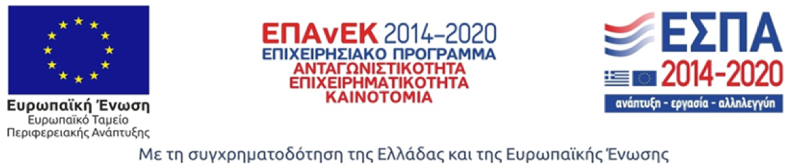 Ευρωπαϊκή Ένωση
Ευρωπαϊκό Ταμείο
Περιφερειακής Ανάπτυξης
ΕΠΑνΕΚ 2014–2020
ΕΠΙΧΕΙΡΗΣΙΑΚΟ ΠΡΟΓΡΑΜΜΑ
ΑΝΤΑΓΩΝΙΣΤΙΚΟΤΗΤΑ
ΕΠΙΧΕΙΡΗΜΑΤΙΚΟΤΗΤΑ
ΚΑΙΝΟΤΟΜΙΑ
ΕΣΠΑ
2014-2020
ανάπτυξη - εργασία - αλληλεγγύη
Με τη συγχρηματοδότηση της Ελλάδας και της Ευρωπαϊκής Ένωσης